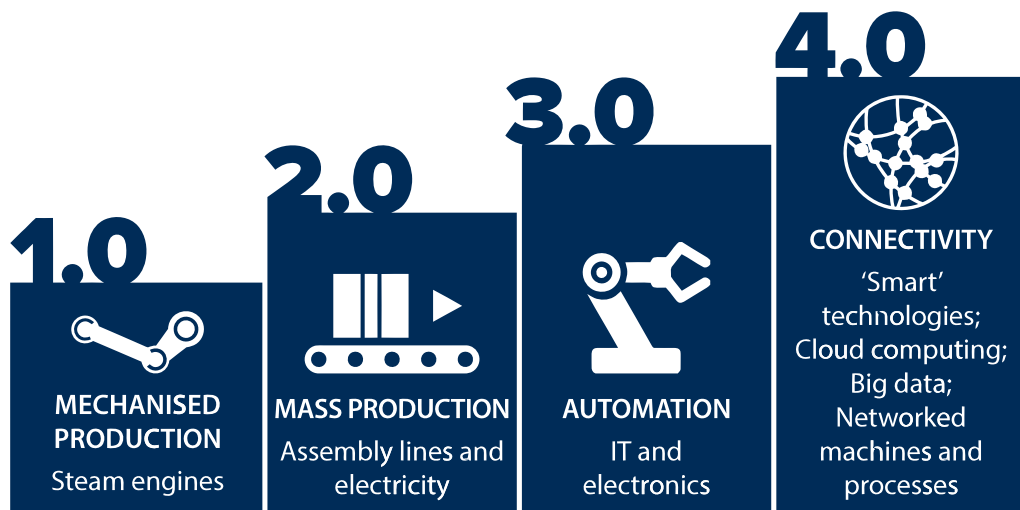 1.0
MECHANISED
PRODUCTION
Steam engines
2.0
MASS PRODUCTION
Assembly lines and
electricity
3.0
AUTOMATION
IT and
electronics
4.0
CONNECTIVITY
‘Smart’
technologies;
Cloud computing;
Big data;
Networked
machines and
processes